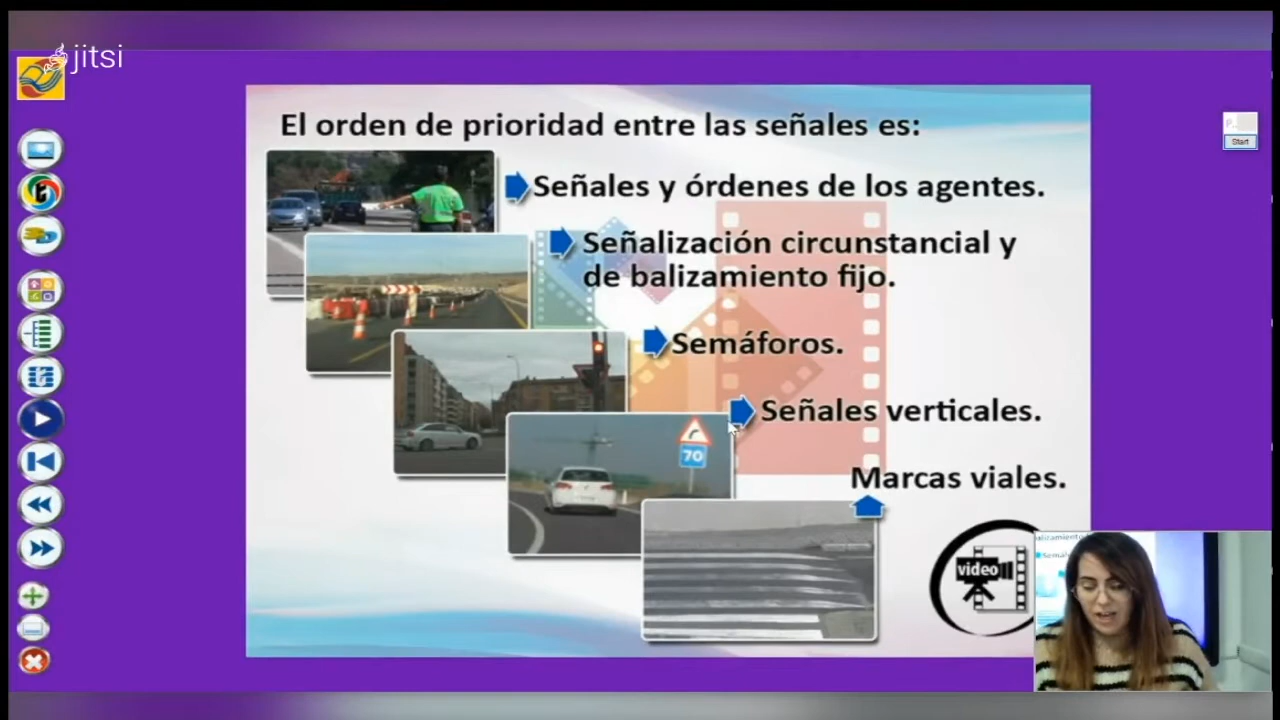 jitsi
El orden de prioridad entre las señales es:
Señales y órdenes de los agentes.
Señalización circunstancial y
de balizamiento fijo.
Semáforos.
Señales verticales.
70
Marcas viales.
video
Start